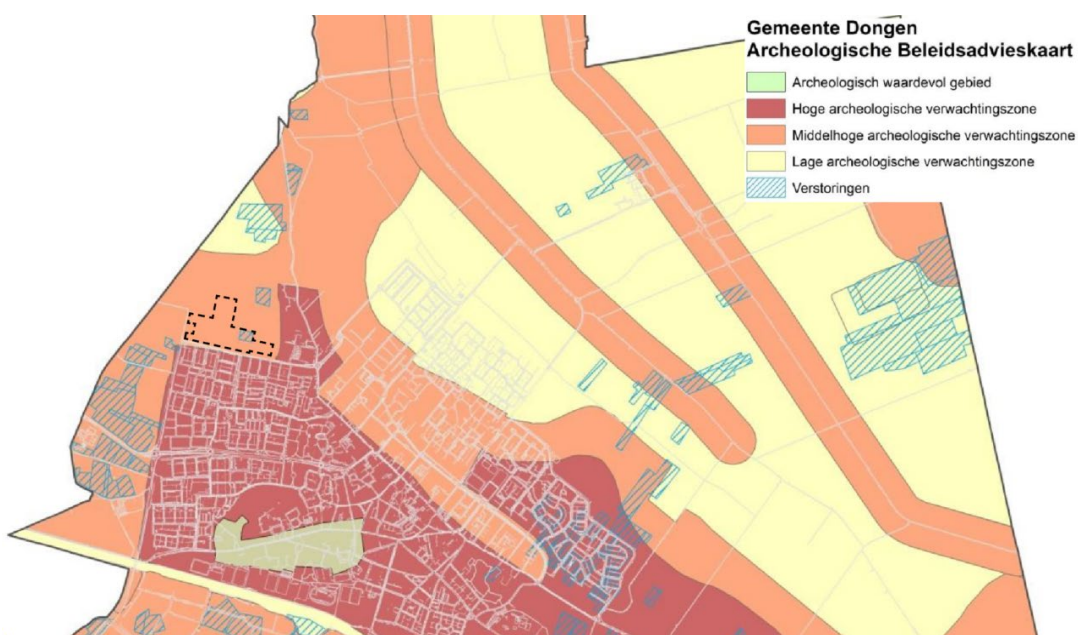 Gemeente Dongen
Archeologische Beleidsadvieskaart
Archeologisch waardevol gebied
Hoge archeologische verwachtingszone
Middelhoge archeologische verwachtingszone
Lage archeologische verwachtingszone
Verstoringen